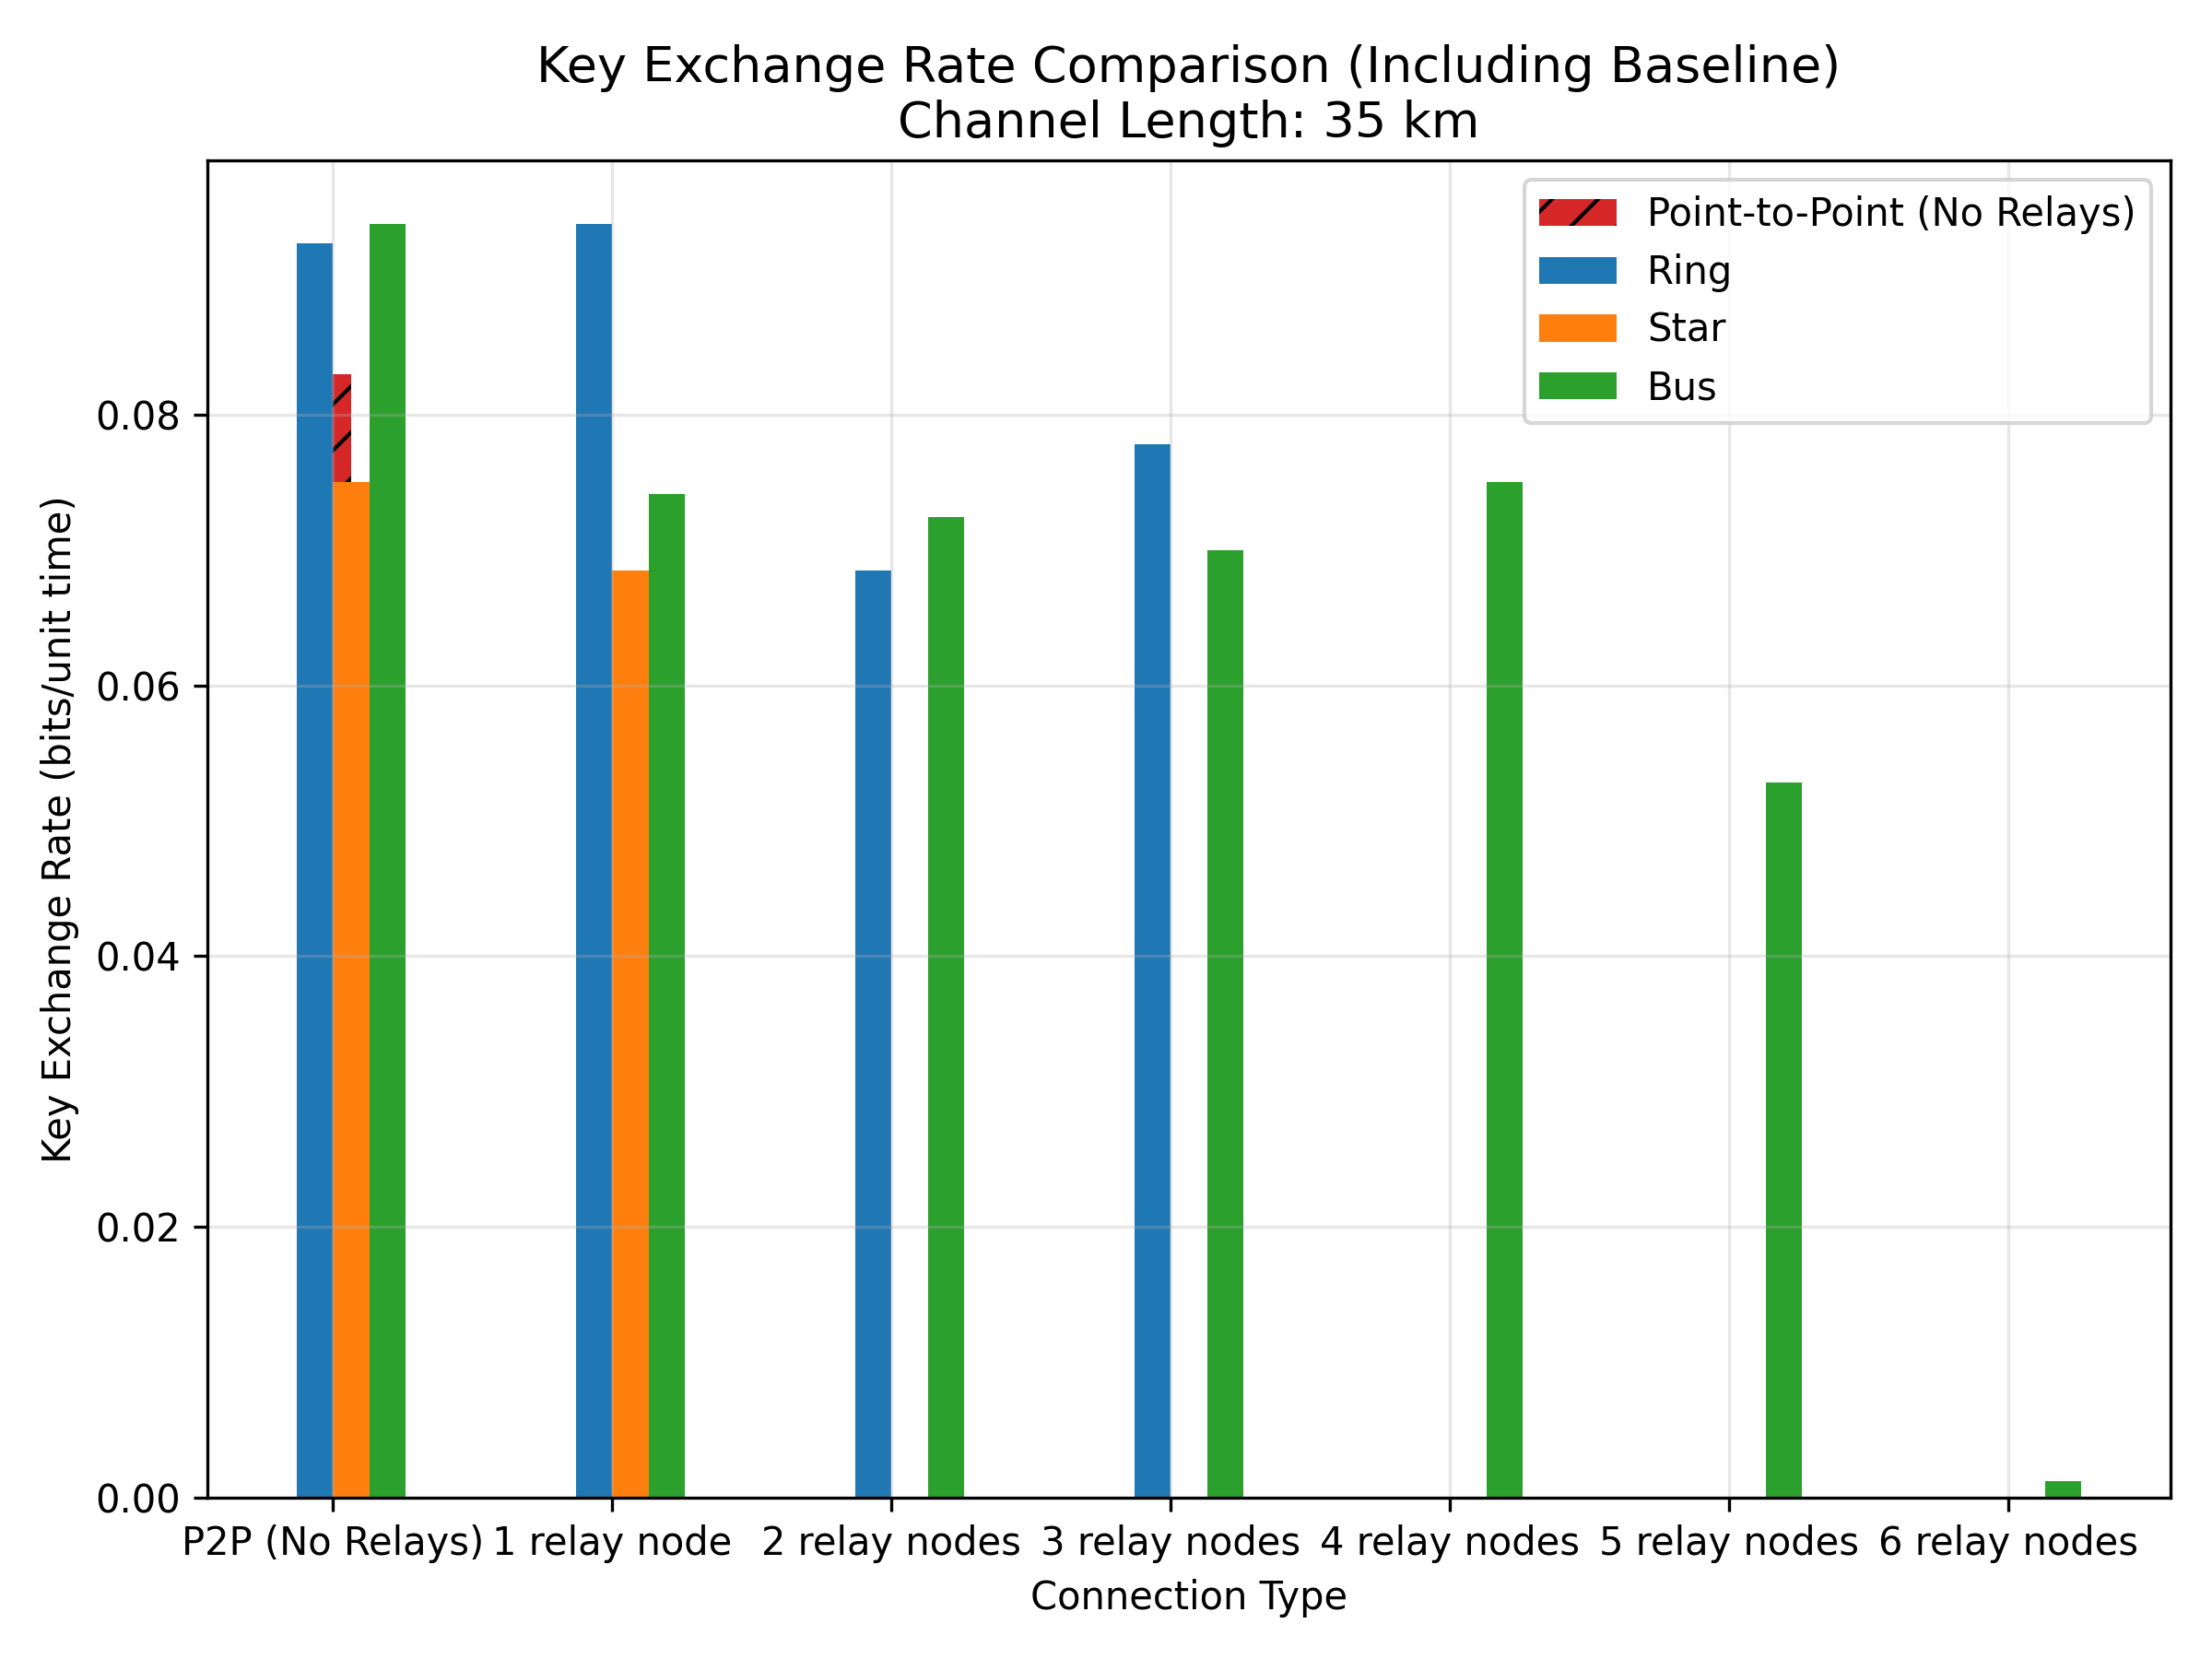 Key Exchange Rate Comparison (Including Baseline)
Channel Length: 35 km
Point-to-Point (No Relays)
Ring
Star
Bus
Key Exchange Rate (bits/unit time)
0.08
0.06
0.04
0.02
0.00
P2P (No Relays) 1 relay node 2 relay nodes 3 relay nodes 4 relay nodes 5 relay nodes 6 relay nodes
Connection Type